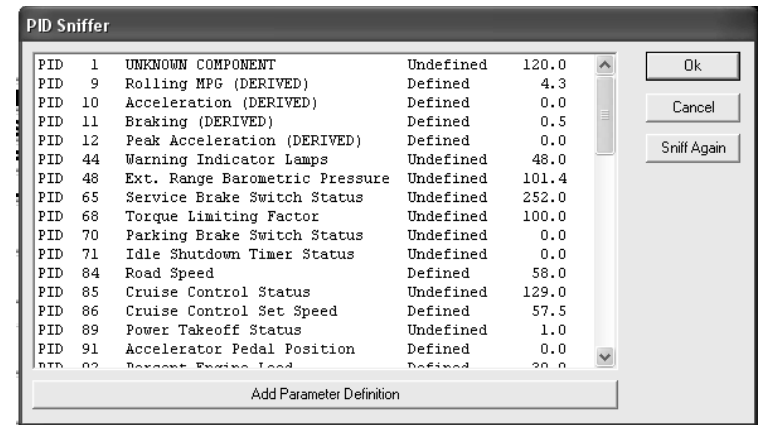 PID Sniffer
PID 1 UNKNOWN COMPONENT Undefined 120.0
PID 9 Rolling MPG (DERIVED) Defined 4.3
PID 10 Acceleration (DERIVED) Defined 0.0
PID 11 Braking (DERIVED) Defined 0.5
PID 12 Peak Acceleration (DERIVED) Defined 0.0
PID 44 Warning Indicator Lamps Undefined 48.0
PID 48 Ext. Range Barometric Pressure Undefined 101.4
PID 65 Service Brake Switch Status Undefined 252.0
PID 68 Torque Limiting Factor Undefined 100.0
PID 70 Parking Brake Switch Status Undefined 0.0
PID 71 Idle Shutdown Timer Status Undefined 0.0
PID 84 Road Speed Defined 58.0
PID 85 Cruise Control Status Undefined 129.0
PID 86 Cruise Control Set Speed Defined 57.5
PID 89 Power Takeoff Status Undefined 1.0
PID 91 Accelerator Pedal Position Defined 0.0
PID 92 Percent Engine Load Defined
Ok
Cancel
Sniff Again
Add Parameter Definition